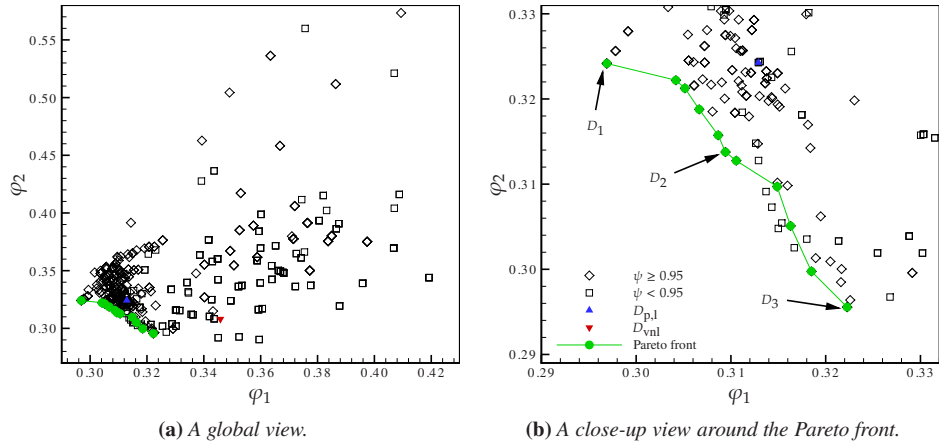 φ2
0.55
0.50
0.45
0.40
0.35
0.30
0.30 0.32 0.34 0.36 0.38 0.40 0.42
φ1
(a) A global view.
φ2
0.33
0.32
0.31
0.30
0.29
D1
D2
D3
ψ ≥ 0.95
ψ < 0.95
Dp,l
Dvnl
Pareto front
0.29 0.30 0.31 0.32 0.33
φ1
(b) A close-up view around the Pareto front.